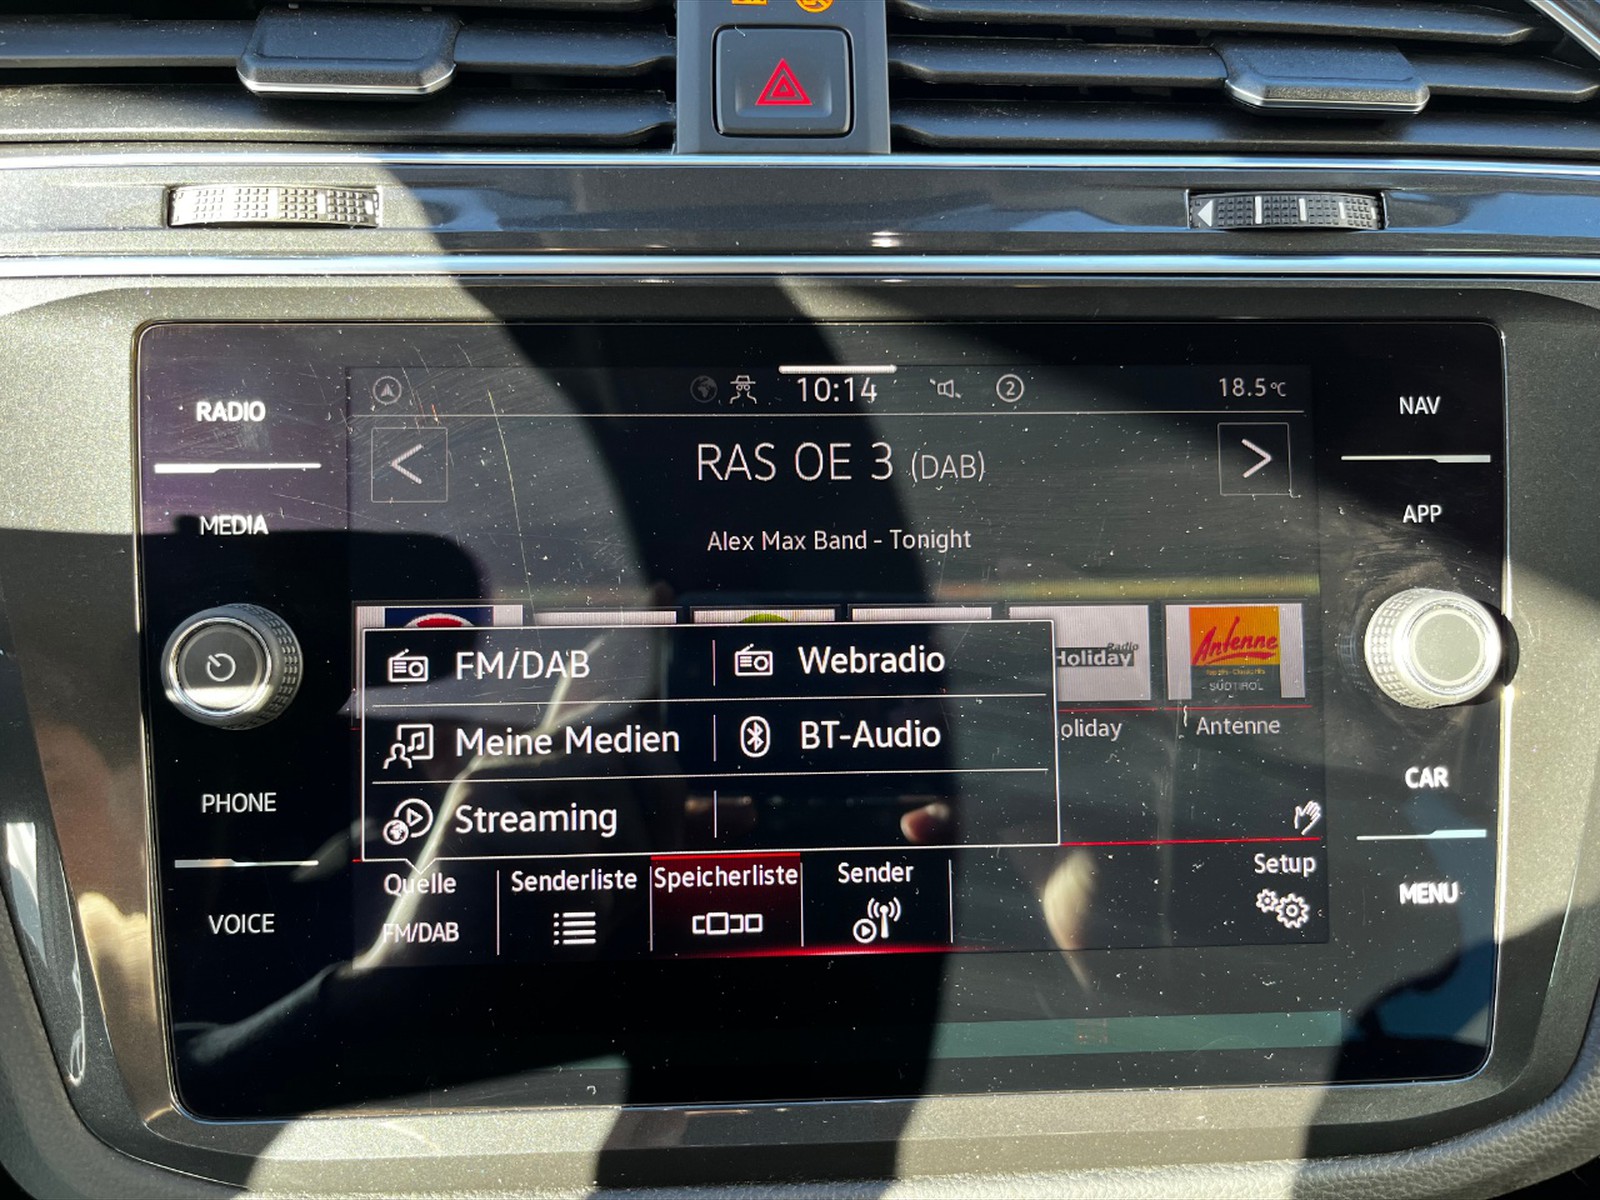 RADIO
MEDIA
PHONE
VOICE
10:14
2
18.5°C
RAS OE 3 (DAB)
Alex Max Band - Tonight
Radio
Holiday
Antenne
SÜDTIROL
oliday
Antenne
FM/DAB
Webradio
Meine Medien
BT-Audio
Streaming
Quelle
FM/DAB
Senderliste
Speicherliste
Sender
Setup
NAV
APP
CAR
MENU